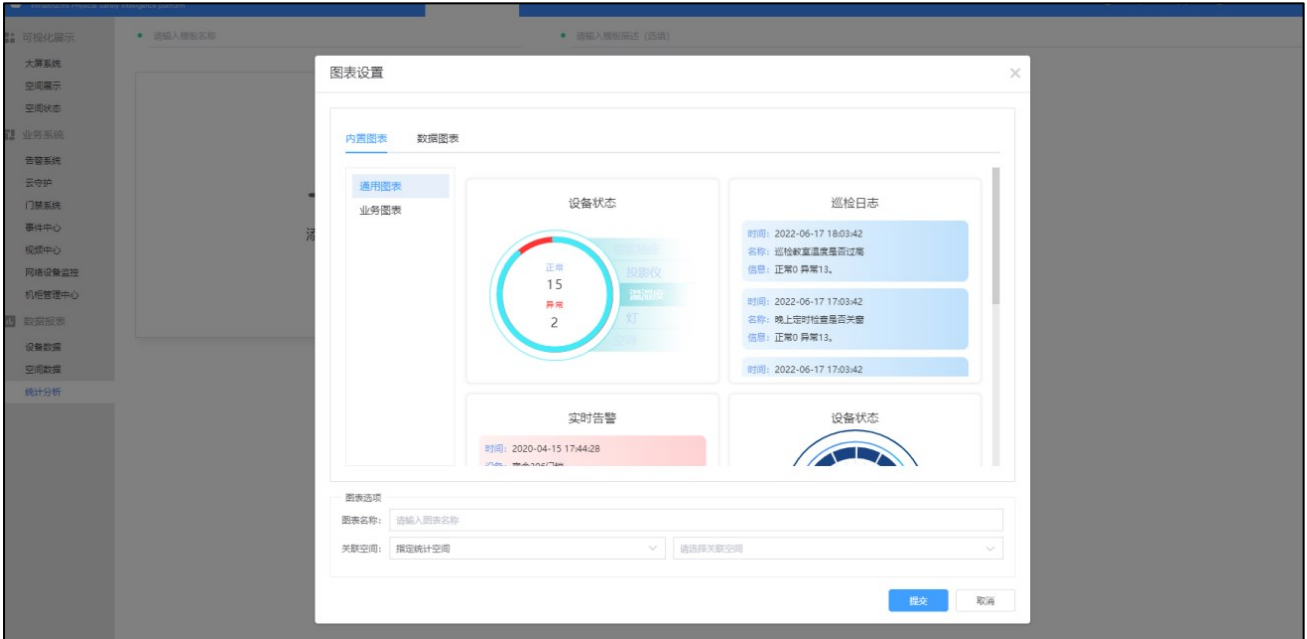 Infrastructres Physical Safety Intelligence platform
可视化展示
大屏系统
空间展示
空间状态
业务系统
告警系统
云守护
门禁系统
事件中心
视频中心
网络设备监控
机柜管理中心
数据报表
设备数据
空间数据
统计分析
请输入模板名称
请输入模板描述（选填）
图表设置
内置图表 数据图表
通用图表
业务图表
设备状态
正常
15
异常
2
投影仪
温湿度
灯
空调
巡检日志
时间：2022-06-17 18:03:42
名称：巡检教室温度是否过高
信息：正常0 异常13。
时间：2022-06-17 17:03:42
名称：晚上定时检查是否关窗
信息：正常0 异常13。
时间：2022-06-17 17:03:42
实时告警
时间：2020-04-15 17:44:28
设备状态
图表选项
图表名称：请输入图表名称
关联空间：指定统计空间 请选择关联空间
提交 取消